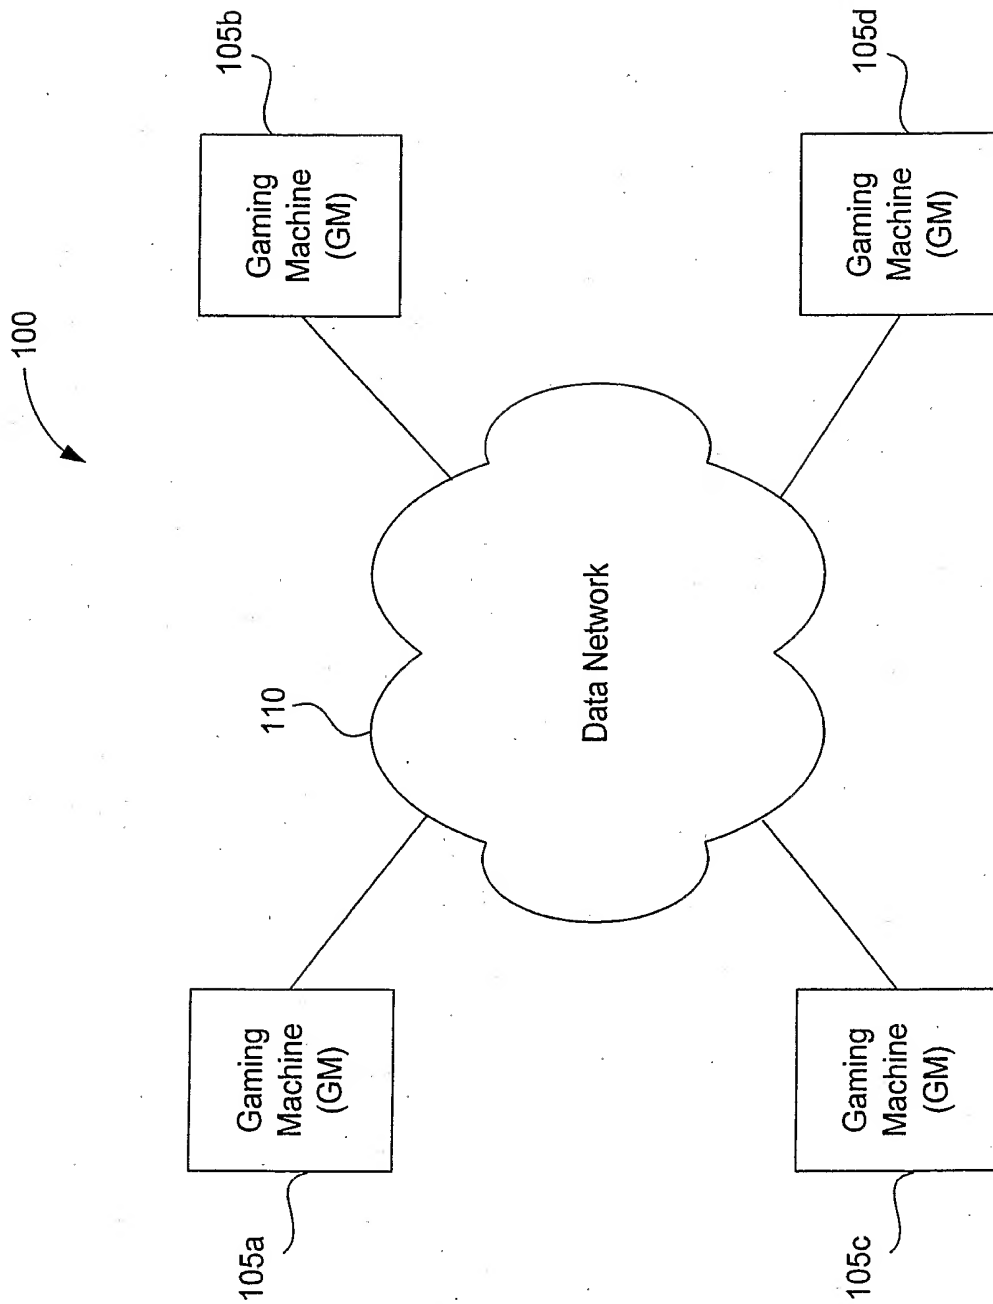 100
105a
Gaming
Machine
(GM)
110
105b
Gaming
Machine
(GM)
Data Network
105c
Gaming
Machine
(GM)
105d
Gaming
Machine
(GM)